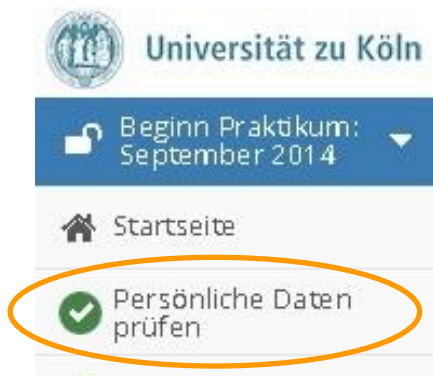 Universität zu Köln
Beginn Praktikum:
September 2014
Startseite
Persönliche Daten
prüfen